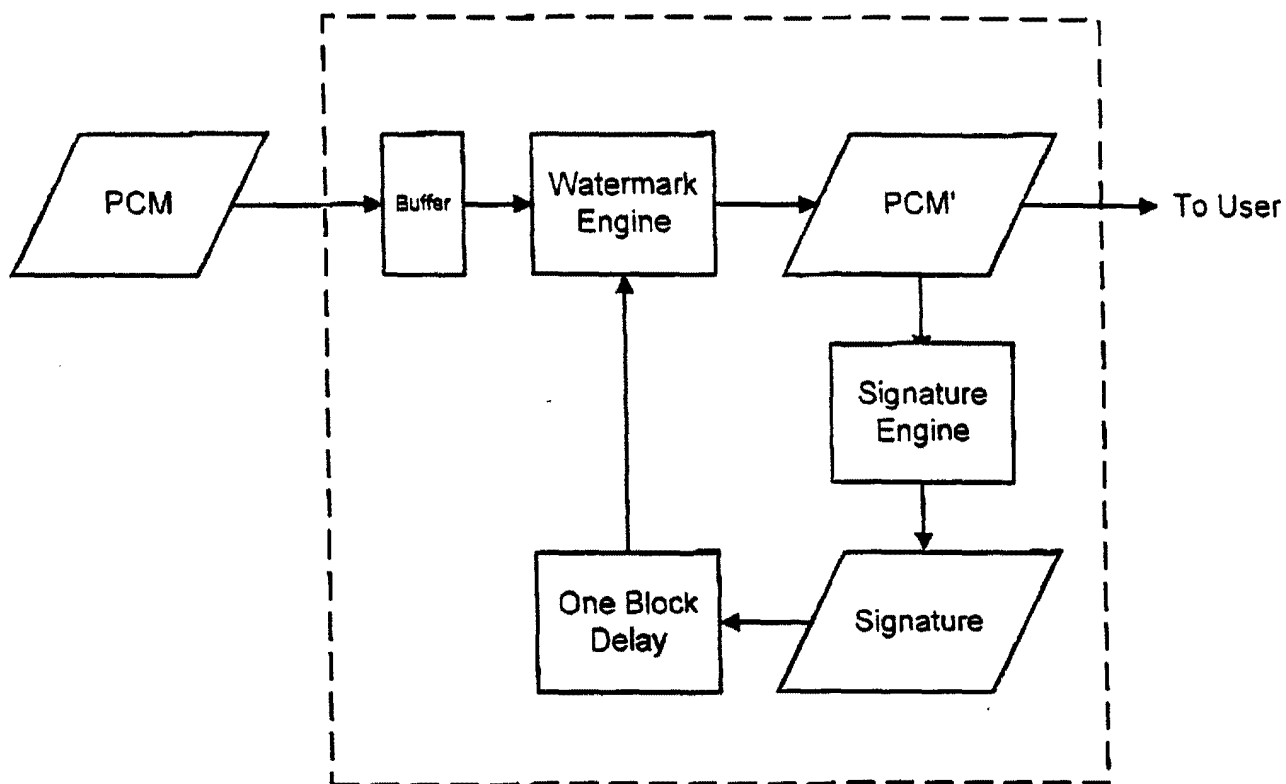 PCM
Buffer
Watermark
Engine
PCM'
To User
Signature
Engine
One Block
Delay
Signature